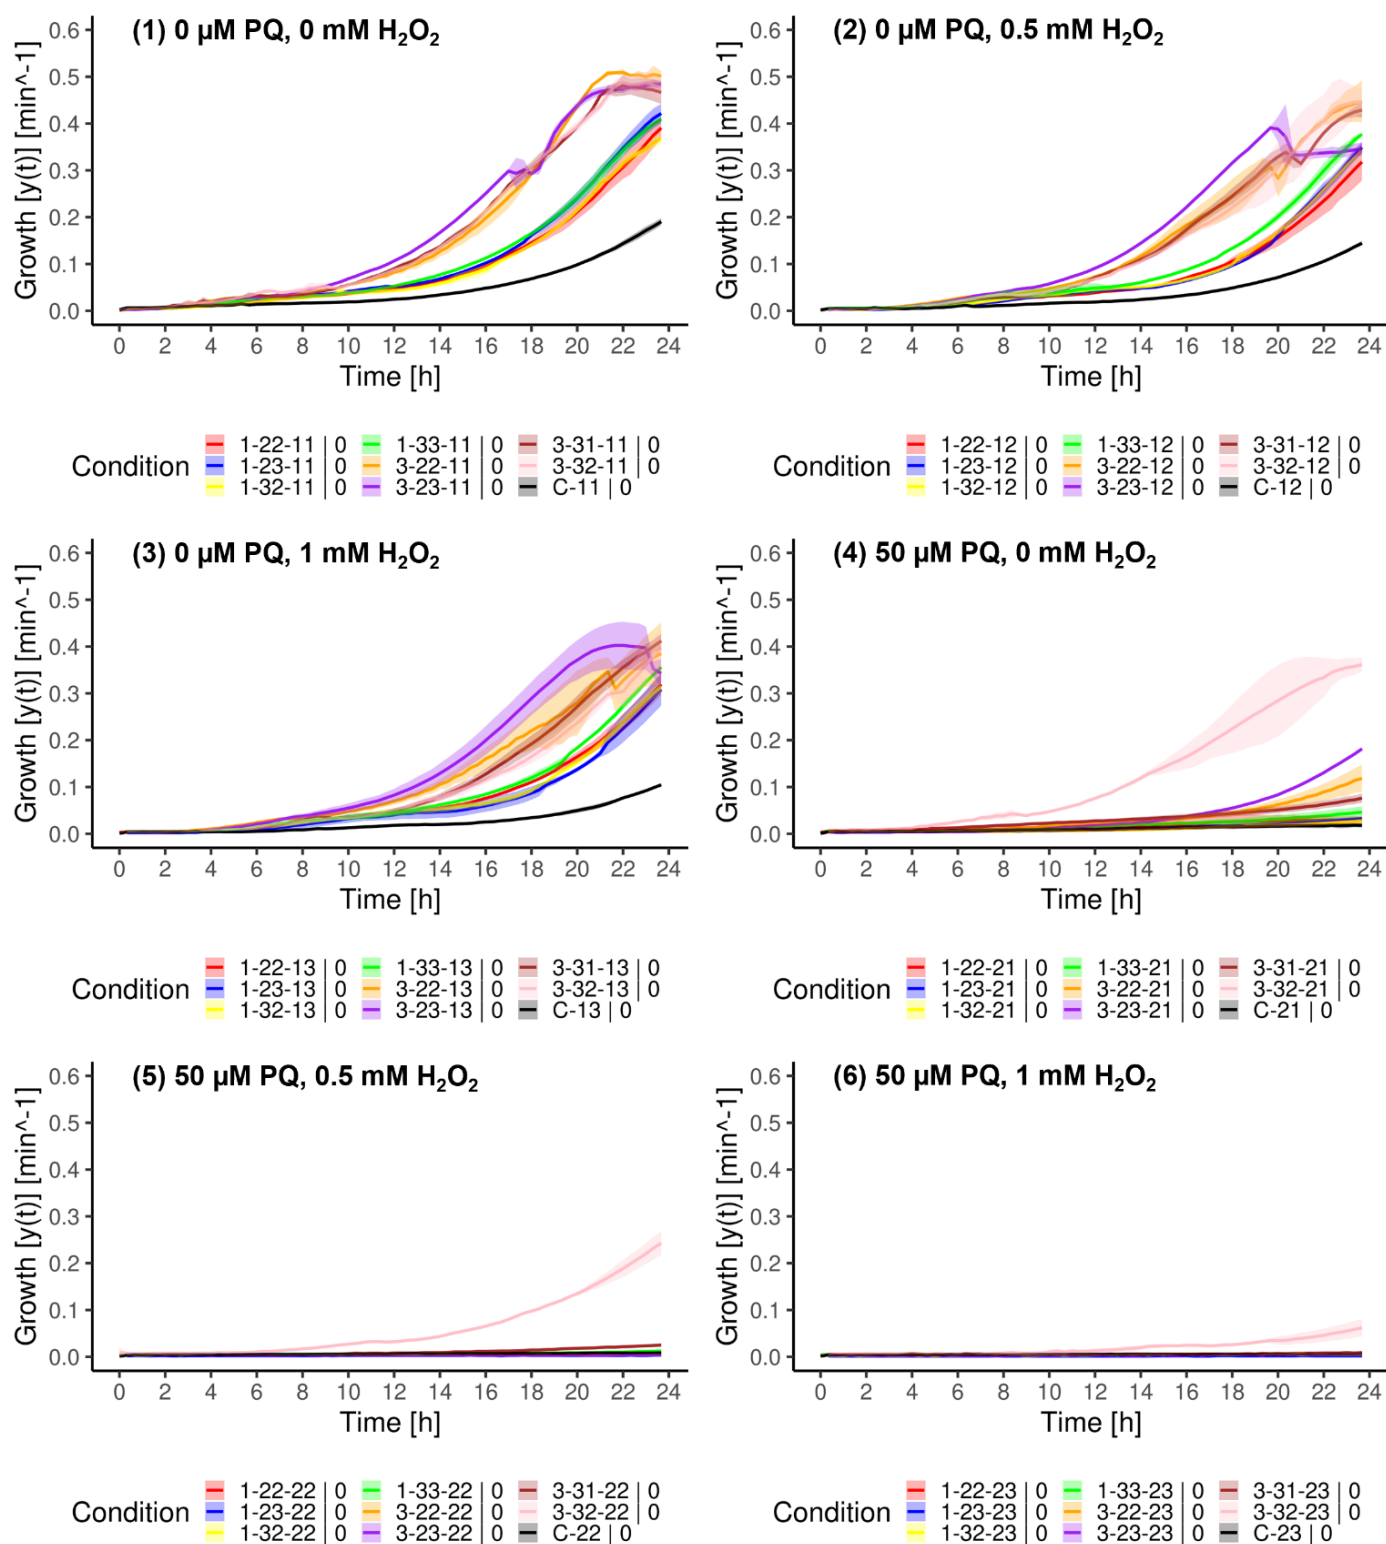 (1) 0 µM PQ, 0 mM H₂O₂
Growth [y(t)] [min^-1]
0.6
0.5
0.4
0.3
0.2
0.1
0.0
0 2 4 6 8 10 12 14 16 18 20 22 24
Time [h]
Condition
1-22-11 | 0
1-23-11 | 0
1-32-11 | 0
1-33-11 | 0
3-22-11 | 0
3-23-11 | 0
3-31-11 | 0
3-32-11 | 0
C-11 | 0
(2) 0 µM PQ, 0.5 mM H₂O₂
Growth [y(t)] [min^-1]
0.6
0.5
0.4
0.3
0.2
0.1
0.0
0 2 4 6 8 10 12 14 16 18 20 22 24
Time [h]
Condition
1-22-12 | 0
1-23-12 | 0
1-32-12 | 0
1-33-12 | 0
3-22-12 | 0
3-23-12 | 0
3-31-12 | 0
3-32-12 | 0
C-12 | 0
(3) 0 µM PQ, 1 mM H₂O₂
Growth [y(t)] [min^-1]
0.6
0.5
0.4
0.3
0.2
0.1
0.0
0 2 4 6 8 10 12 14 16 18 20 22 24
Time [h]
Condition
1-22-13 | 0
1-23-13 | 0
1-32-13 | 0
1-33-13 | 0
3-22-13 | 0
3-23-13 | 0
3-31-13 | 0
3-32-13 | 0
C-13 | 0
(4) 50 µM PQ, 0 mM H₂O₂
Growth [y(t)] [min^-1]
0.6
0.5
0.4
0.3
0.2
0.1
0.0
0 2 4 6 8 10 12 14 16 18 20 22 24
Time [h]
Condition
1-22-21 | 0
1-23-21 | 0
1-32-21 | 0
1-33-21 | 0
3-22-21 | 0
3-23-21 | 0
3-31-21 | 0
3-32-21 | 0
C-21 | 0
(5) 50 µM PQ, 0.5 mM H₂O₂
Growth [y(t)] [min^-1]
0.6
0.5
0.4
0.3
0.2
0.1
0.0
0 2 4 6 8 10 12 14 16 18 20 22 24
Time [h]
Condition
1-22-22 | 0
1-23-22 | 0
1-32-22 | 0
1-33-22 | 0
3-22-22 | 0
3-23-22 | 0
3-31-22 | 0
3-32-22 | 0
C-22 | 0
(6) 50 µM PQ, 1 mM H₂O₂
Growth [y(t)] [min^-1]
0.6
0.5
0.4
0.3
0.2
0.1
0.0
0 2 4 6 8 10 12 14 16 18 20 22 24
Time [h]
Condition
1-22-23 | 0
1-23-23 | 0
1-32-23 | 0
1-33-23 | 0
3-22-23 | 0
3-23-23 | 0
3-31-23 | 0
3-32-23 | 0
C-23 | 0